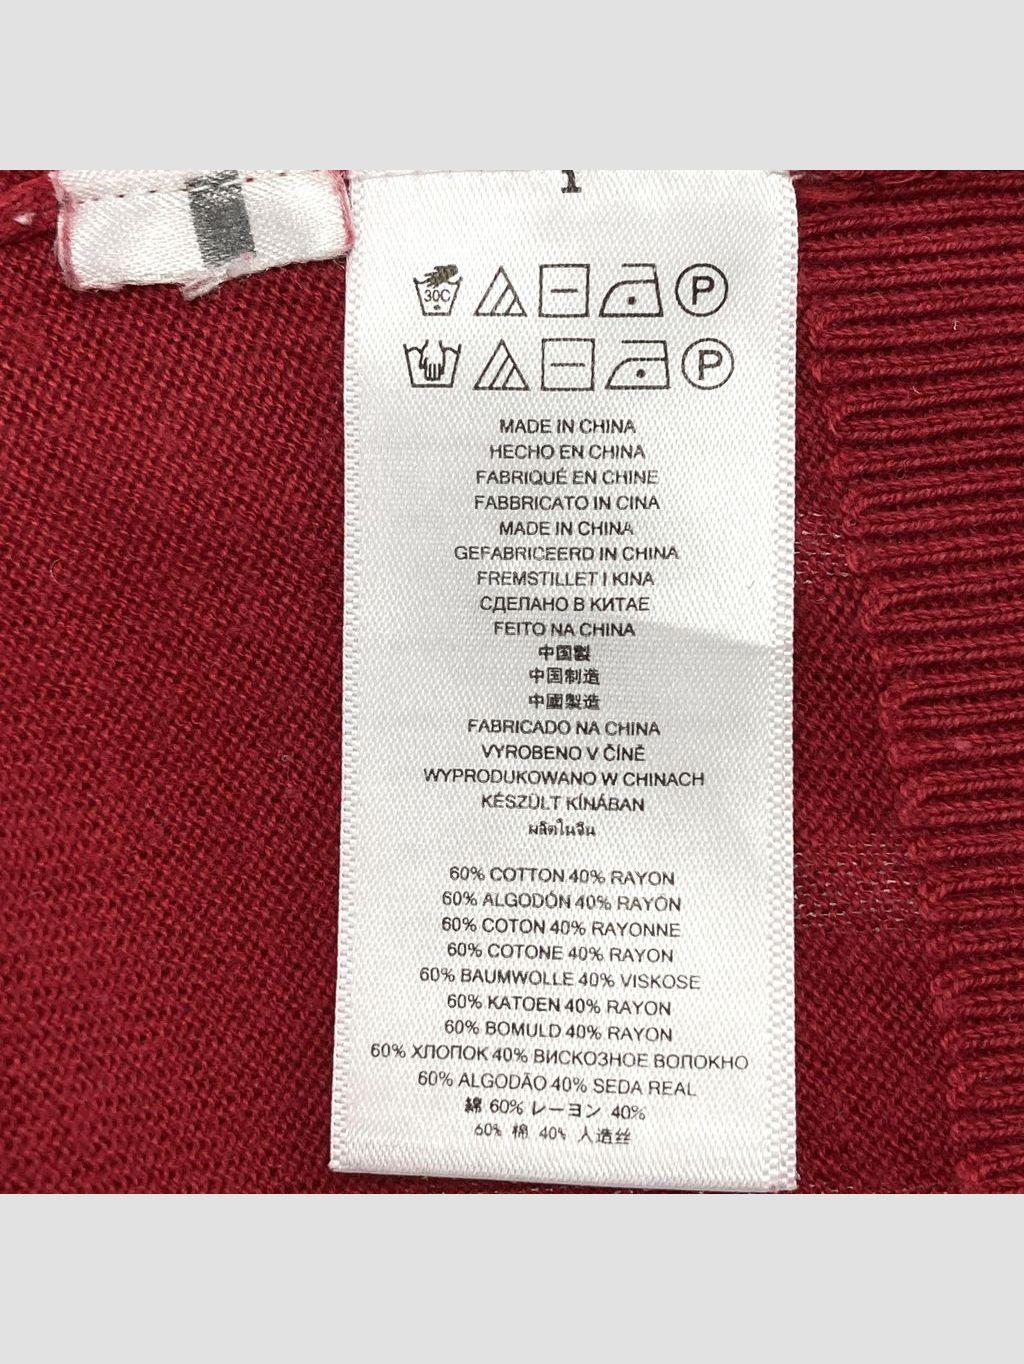 30C P
P
MADE IN CHINA
HECHO EN CHINA
FABRIQUÉ EN CHINE
FABBRICATO IN CINA
MADE IN CHINA
GEFABRICEERD IN CHINA
FREMSTILLET I KINA
СДЕЛАНО В КИТАЕ
FEITO NA CHINA
中国製
中国制造
中國製造
FABRICADO NA CHINA
VYROBENO V ČÍNĚ
WYPRODUKOWANO W CHINACH
KÉSZÜLT KÍNÁBAN
ผลิตในจีน
60% COTTON 40% RAYON
60% ALGODÓN 40% RAYÓN
60% COTON 40% RAYONNE
60% COTONE 40% RAYON
60% BAUMWOLLE 40% VISKOSE
60% KATOEN 40% RAYON
60% BOMULD 40% RAYON
60% ХЛОПОК 40% ВИСКОЗНОЕ ВОЛОКНО
60% ALGODÃO 40% SEDA REAL
綿 60% レーヨン 40%
60% 棉 40% 人造丝